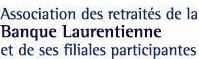 Association des retraités de la
Banque Laurentienne
et de ses filiales participantes